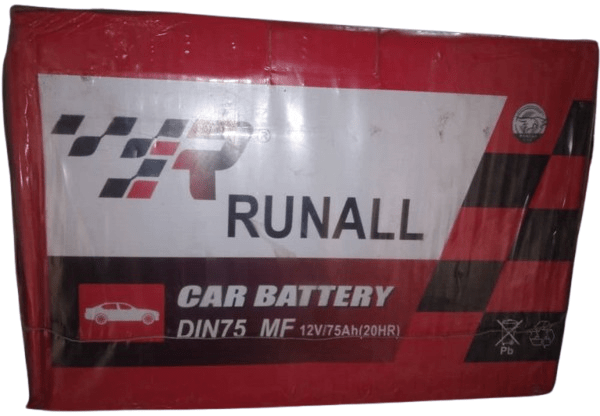 R®
RUNALL
CAR BATTERY
DIN75 MF 12V/75Ah(20HR)
Pb